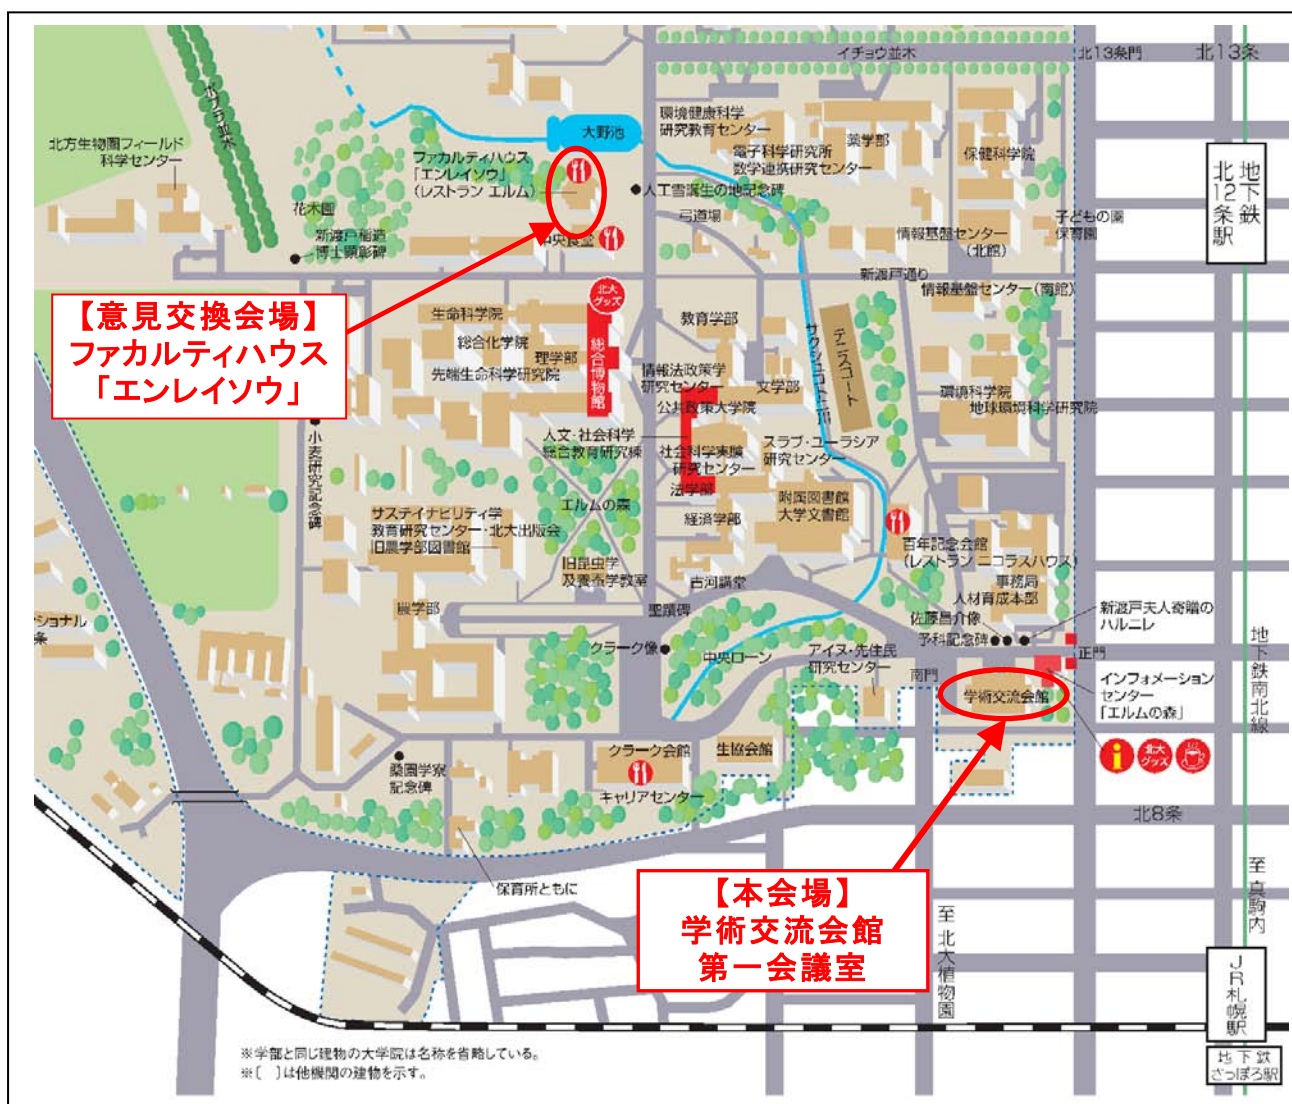 イチョウ並木
北13条門
北13条
ポプラ並木
大野池
環境健康科学
研究教育センター
薬学部
電子科学研究所
数学連携研究センター
保健科学院
北方生物圏フィールド
科学センター
ファカルティハウス
「エンレイソウ」
(レストラン エルム)
人工雪誕生の地記念碑
弓道場
花木園
新渡戸稲造
博士顕彰碑
中央食堂
情報基盤センター
(北館)
子どもの園
保育園
地下鉄
北12条駅
新渡戸通り
情報基盤センター(南館)
【意見交換会場】
ファカルティハウス
「エンレイソウ」
北大
グッズ
総合博物館
生命科学院
総合化学院
理学部
先端生命科学研究院
教育学部
情報法政策学
研究センター
文学部
公共政策大学院
サクシュコトニ川
テニスコート
環境科学院
地球環境科学研究院
小麦研究記念碑
人文・社会科学
総合教育研究棟
社会科学実験
研究センター
スラブ・ユーラシア
研究センター
法学部
エルムの森
経済学部
附属図書館
大学文書館
サステイナビリティ学
教育研究センター・北大出版会
旧農学部図書館
百年記念会館
(レストラン ニコラスハウス)
旧昆虫学
及養蚕学教室
古河講堂
事務局
人材育成本部
農学部
聖蹟碑
佐藤昌介像
予科記念碑
新渡戸夫人寄贈の
ハルニレ
ショナル
条
クラーク像
中央ローン
アイヌ・先住民
研究センター
南門
正門
学術交流会館
インフォメーション
センター
「エルムの森」
地下鉄南北線
i
北大
グッズ
桑園学寮
記念碑
クラーク会館
生協会館
キャリアセンター
北8条
保育所ともに
【本会場】
学術交流会館
第一会議室
至 北大植物園
至 真駒内
JR札幌駅
地下鉄
さっぽろ駅
※学部と同じ建物の大学院は名称を省略している。
※〔 〕は他機関の建物を示す。